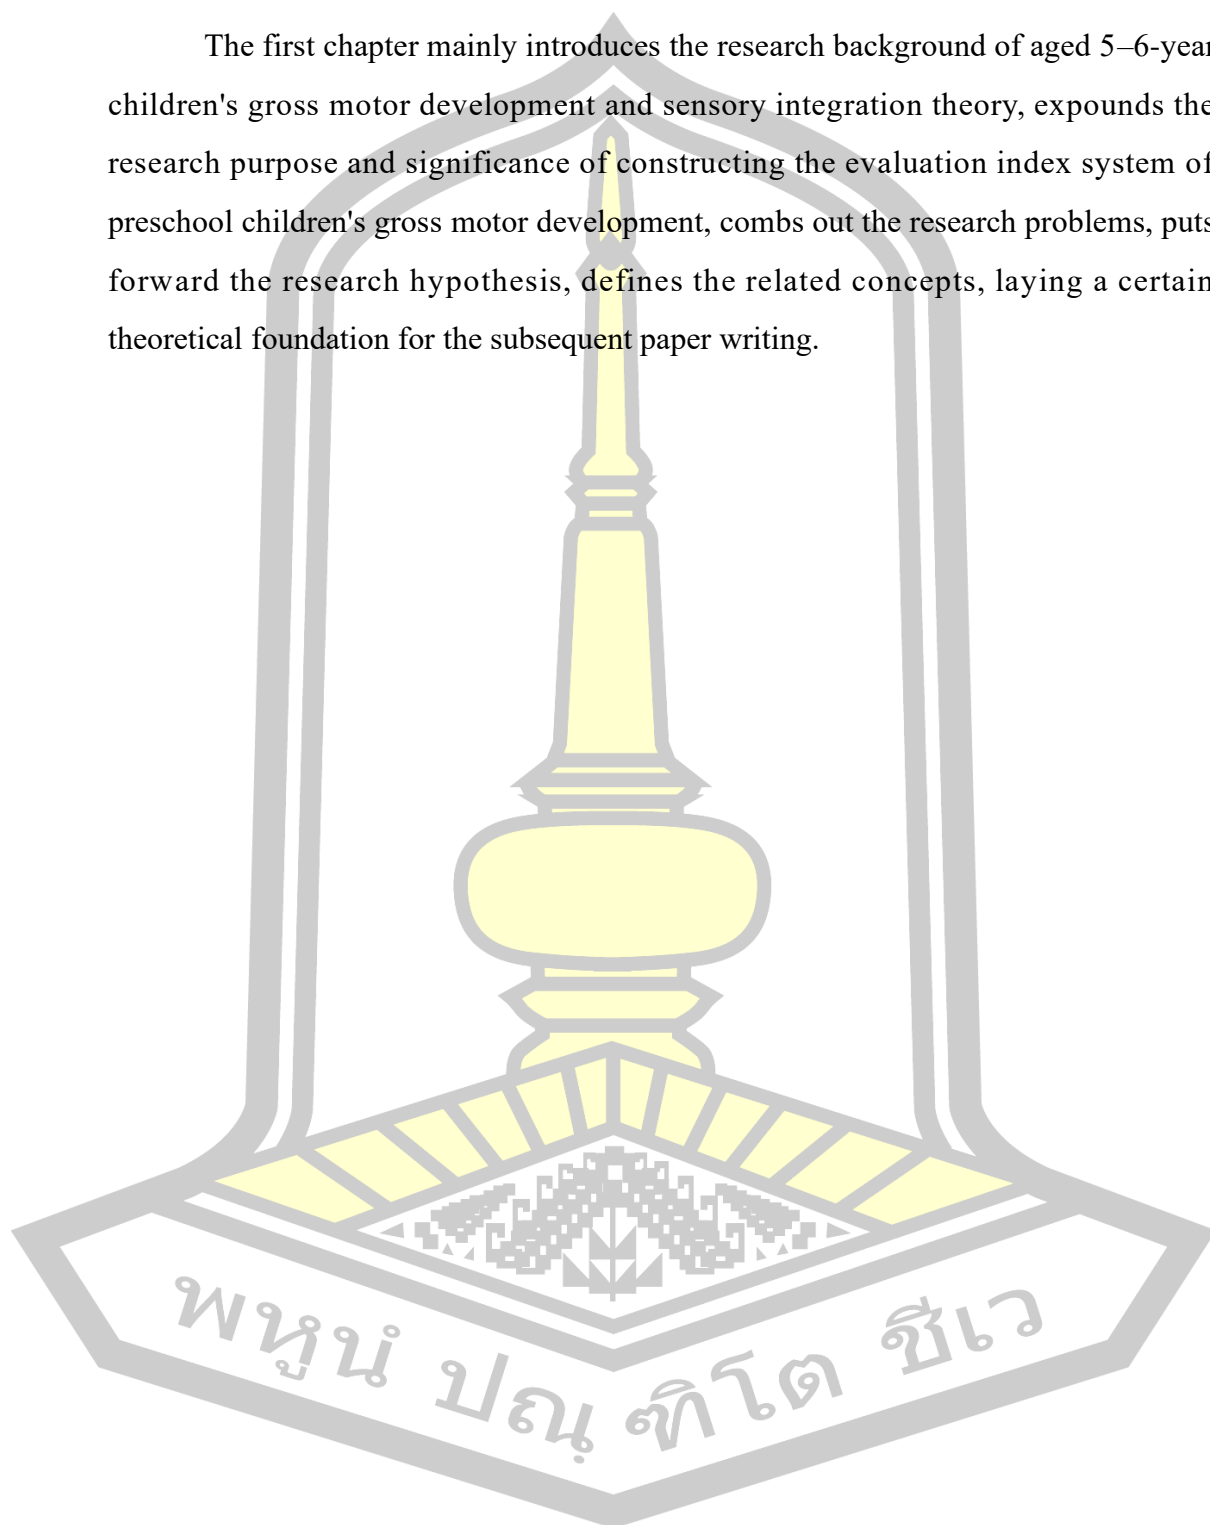 The first chapter mainly introduces the research background of aged 5–6-year
children's gross motor development and sensory integration theory, expounds the
research purpose and significance of constructing the evaluation index system of
preschool children's gross motor development, combs out the research problems, puts
forward the research hypothesis, defines the related concepts, laying a certain
theoretical foundation for the subsequent paper writing.
พหูนํ ปณฺฑิโต ชีเว